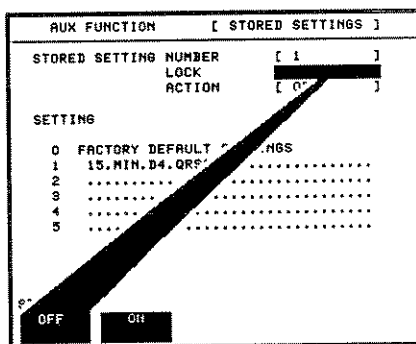 AUX FUNCTION [ STORED SETTINGS ]
STORED SETTING NUMBER [ 1 ]
LOCK
ACTION [ ]
SETTING
0 FACTORY DEFAULT
1 15.MIN.D4.QRS
2 ..............................
3 ..............................
4 ..............................
5 ..............................
OFF ON